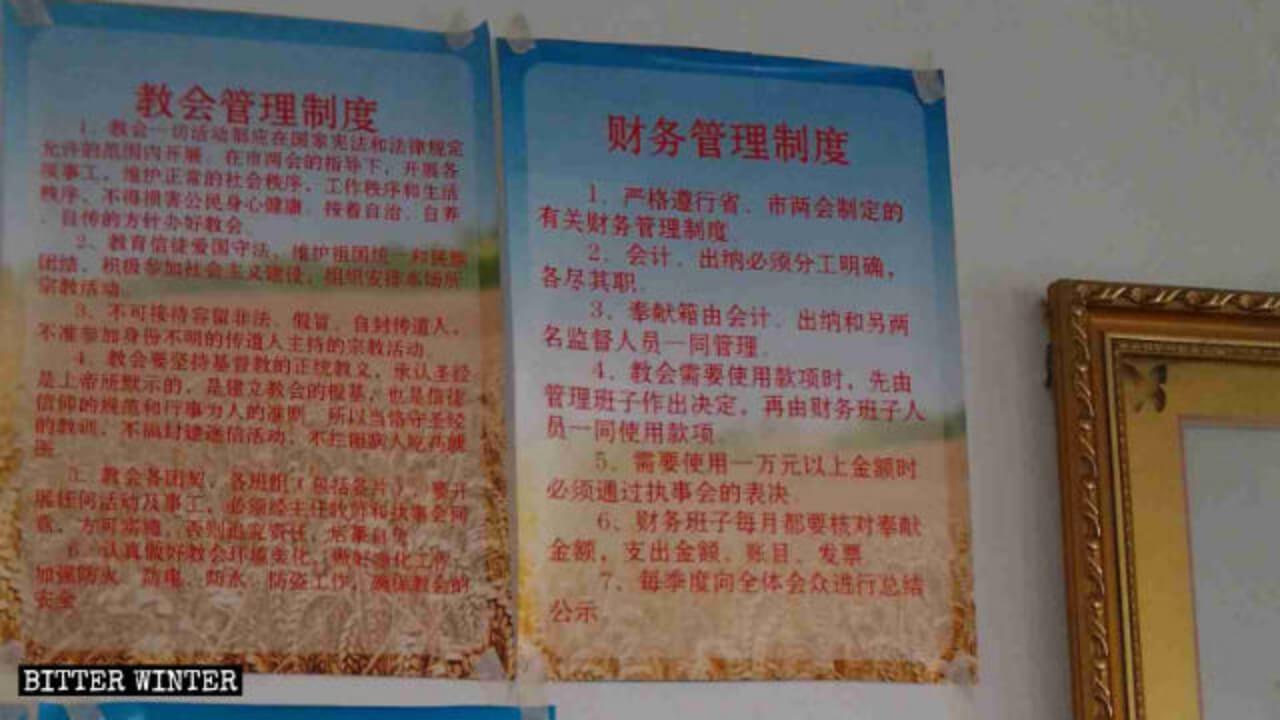 教会管理制度
1、教会一切活动都应在国家宪法和法律规定
允许的范围内开展。在市两会的指导下，开展各
项事工，维护正常的社会秩序，工作秩序和生活
秩序，不得损害公民身心健康。按着自治、自养
、自传的方针办好教会。
2、教育信徒爱国守法，维护祖国统一和民族
团结，积极参加社会主义建设，组织安排本场所
宗教活动。
3、不可接待容留非法、假冒、自封传道人，
不准参加身份不明的传道人主持的宗教活动。
4、教会要坚持基督教的正统教义，承认圣经
是上帝所默示的，是建立教会的根基，也是信徒
信仰的规范和行事为人的准则。所以当恪守圣经
的教训，不搞封建迷信活动，不拦阻病人吃药就
医。
5、教会各团契，各班组（包括各片），要开
展任何活动及事工，必须经主任牧师和执事会同
意，方可实施，否则追究责任，后果自负。
6、认真做好教会环境美化，做好净化工作，
加强防火、防电、防水、防盗工作，确保教会的
安全
财务管理制度
1、严格遵行省、市两会制定的
有关财务管理制度
2、会计、出纳必须分工明确，
各尽其职。
3、奉献箱由会计、出纳和另两
名监督人员一同管理。
4、教会需要使用款项时，先由
管理班子作出决定，再由财务班子人
员一同使用款项。
5、需要使用一万元以上金额时
必须通过执事会的表决。
6、财务班子每月都要核对奉献
金额，支出金额、账目、发票。
7、每季度向全体会众进行总结
公示。
BITTER WINTER